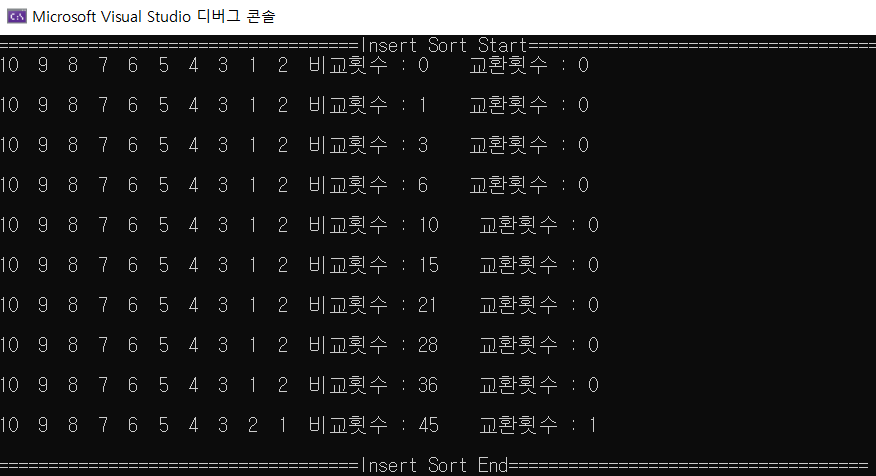 Microsoft Visual Studio 디버그 콘솔
====================================Insert Sort Start===================================
10 9 8 7 6 5 4 3 1 2 비교횟수 : 0 교환횟수 : 0
10 9 8 7 6 5 4 3 1 2 비교횟수 : 1 교환횟수 : 0
10 9 8 7 6 5 4 3 1 2 비교횟수 : 3 교환횟수 : 0
10 9 8 7 6 5 4 3 1 2 비교횟수 : 6 교환횟수 : 0
10 9 8 7 6 5 4 3 1 2 비교횟수 : 10 교환횟수 : 0
10 9 8 7 6 5 4 3 1 2 비교횟수 : 15 교환횟수 : 0
10 9 8 7 6 5 4 3 1 2 비교횟수 : 21 교환횟수 : 0
10 9 8 7 6 5 4 3 1 2 비교횟수 : 28 교환횟수 : 0
10 9 8 7 6 5 4 3 1 2 비교횟수 : 36 교환횟수 : 0
10 9 8 7 6 5 4 3 2 1 비교횟수 : 45 교환횟수 : 1
====================================Insert Sort End====================================